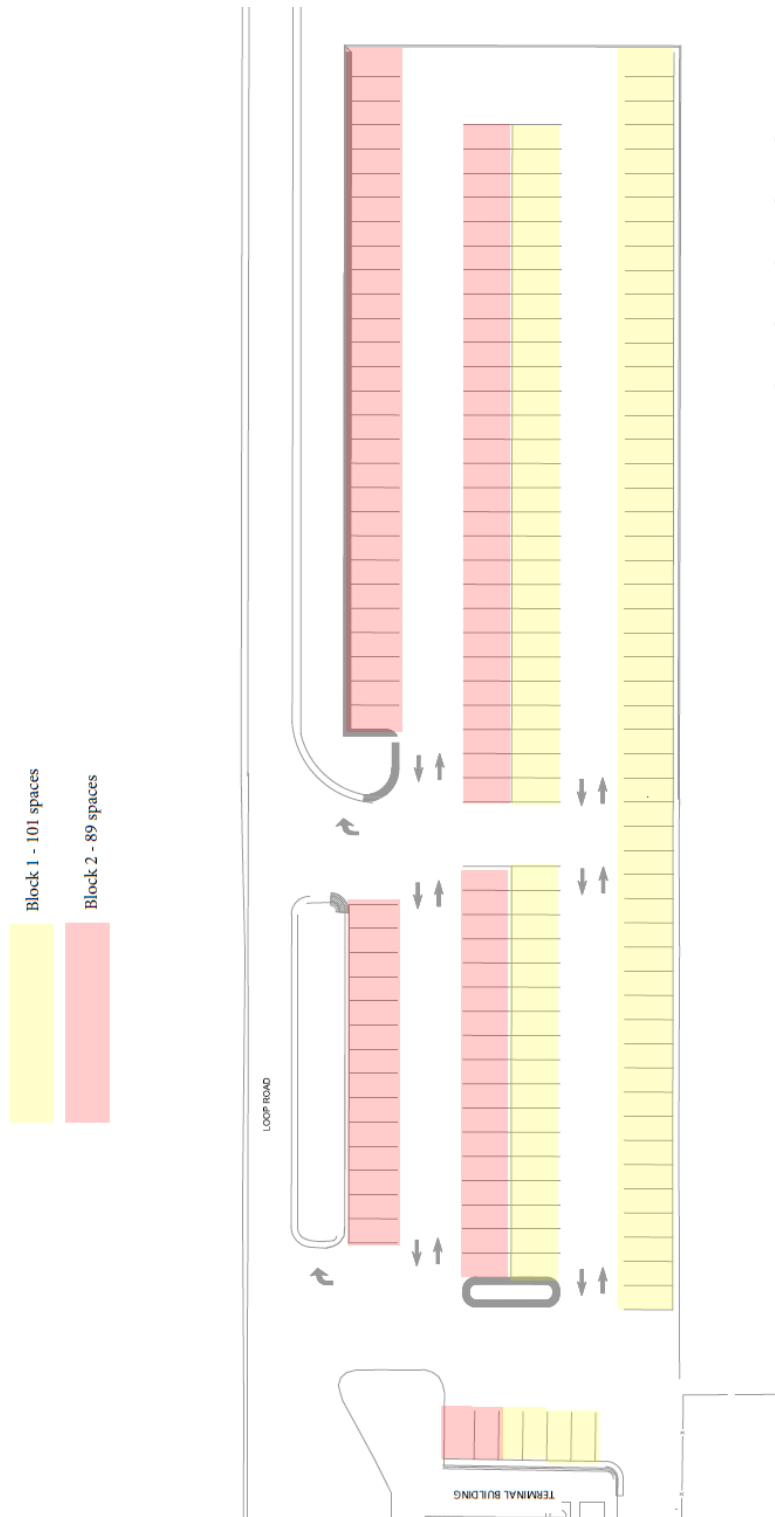 Block 1 - 101 spaces
Block 2 - 89 spaces
LOOP ROAD
TERMINAL BUILDING